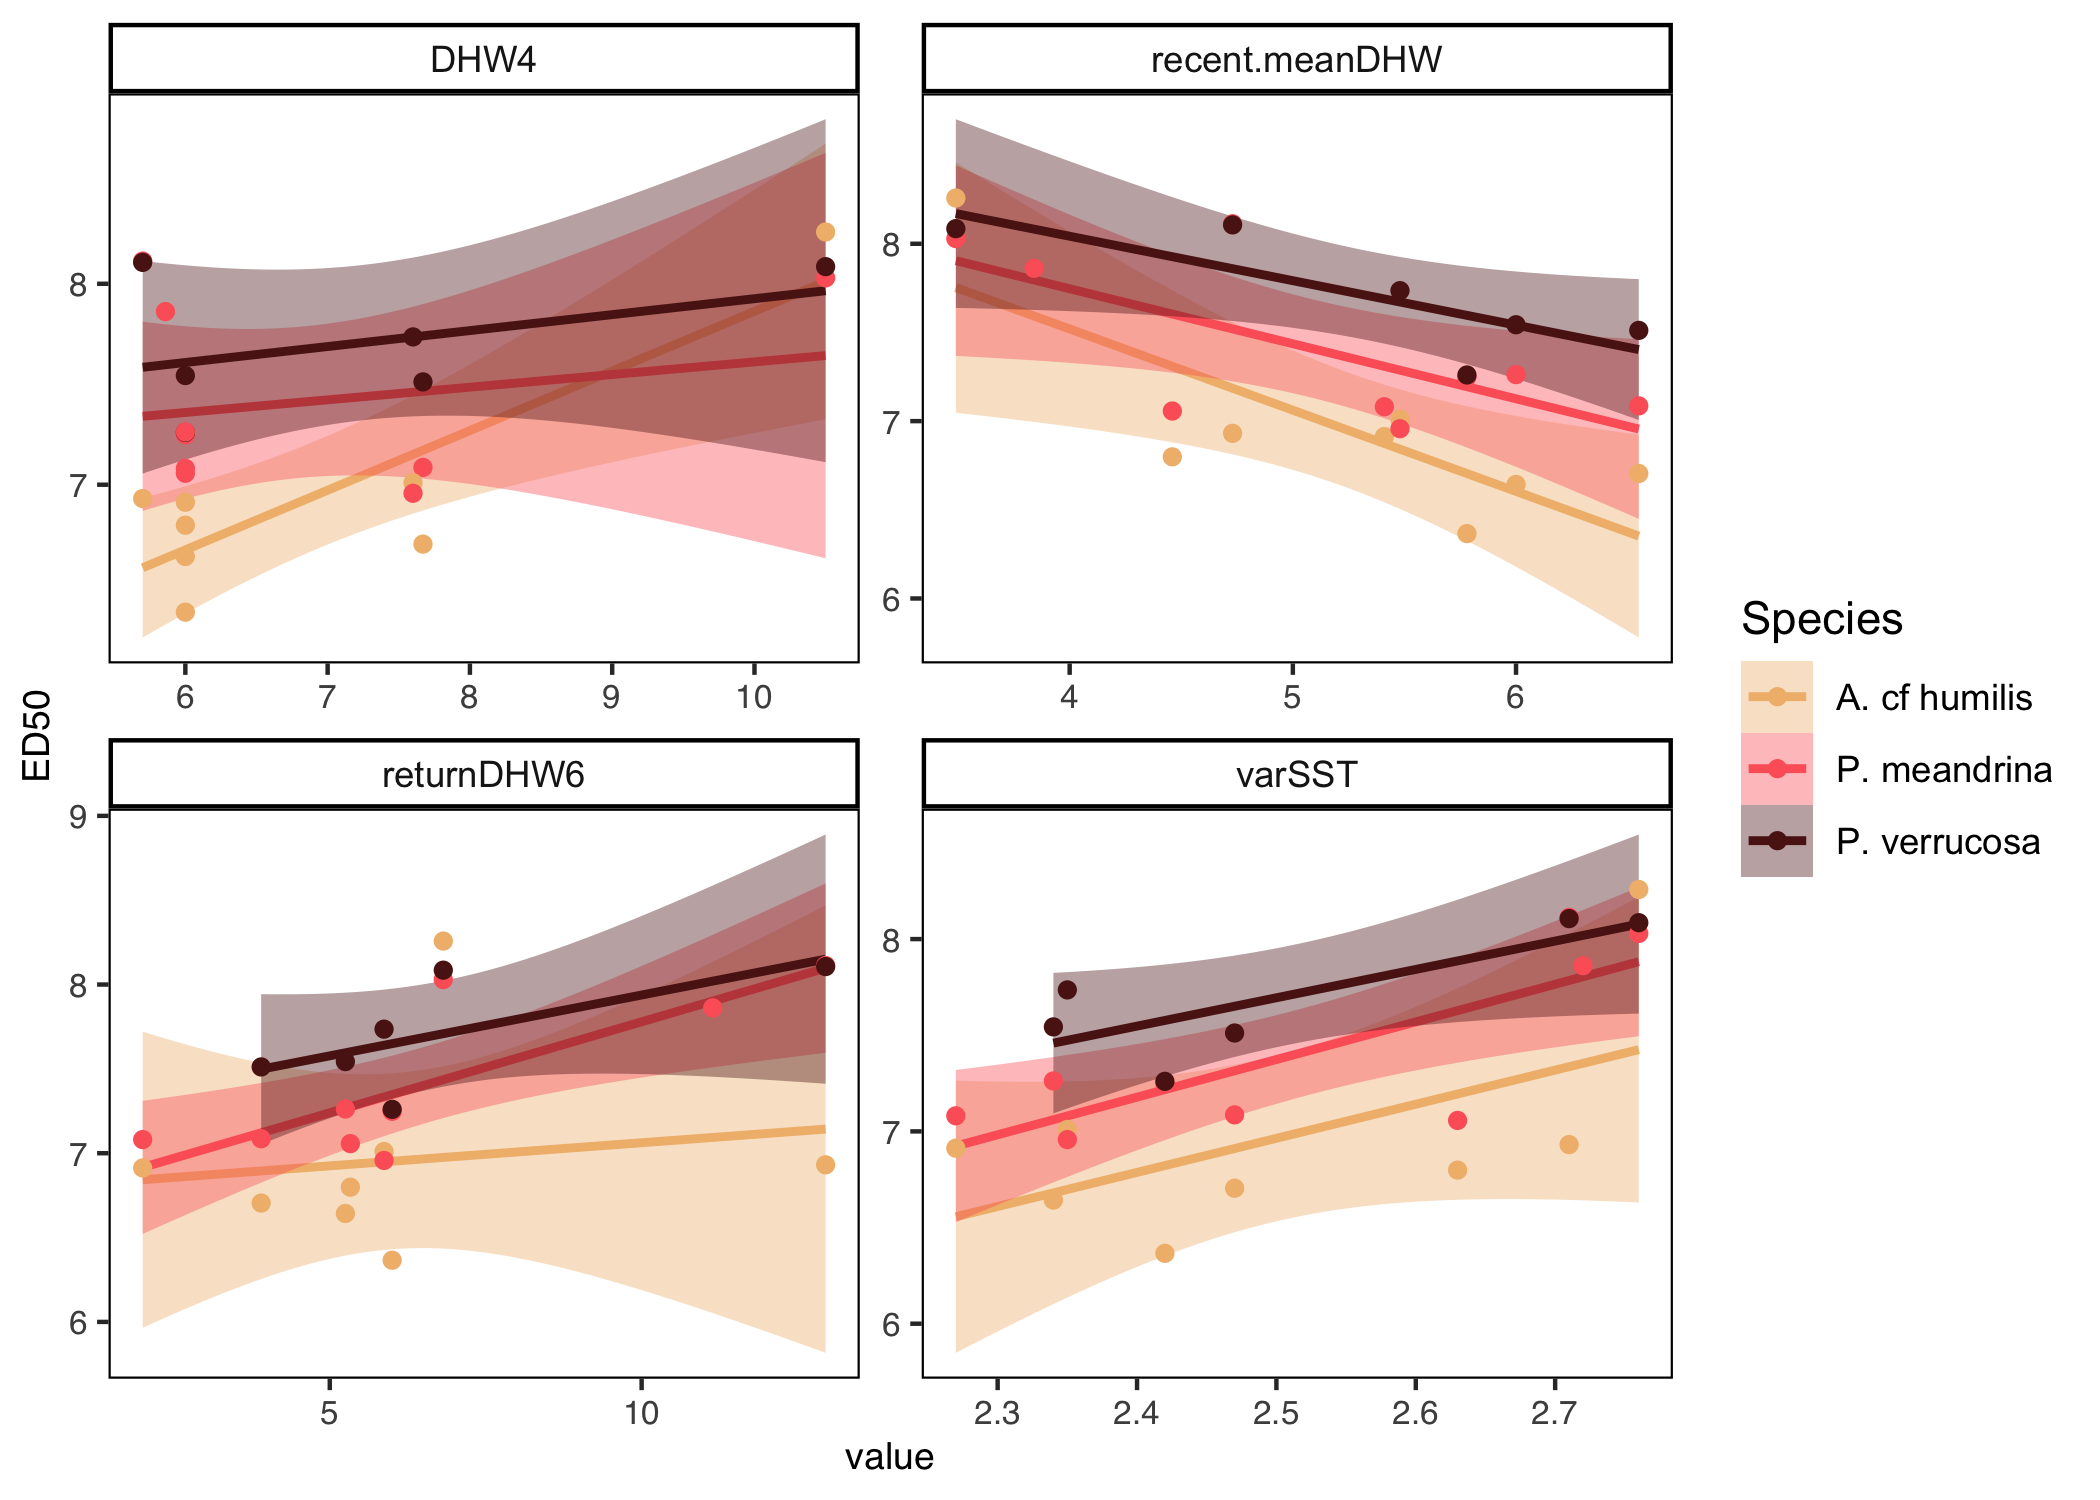 DHW4
recent.meanDHW
8
7
8
7
6
6 7 8 9 10
4 5 6
ED50
returnDHW6
varSST
9
8
7
6
8
7
6
5 10
2.3 2.4 2.5 2.6 2.7
value
Species
A. cf humilis
P. meandrina
P. verrucosa